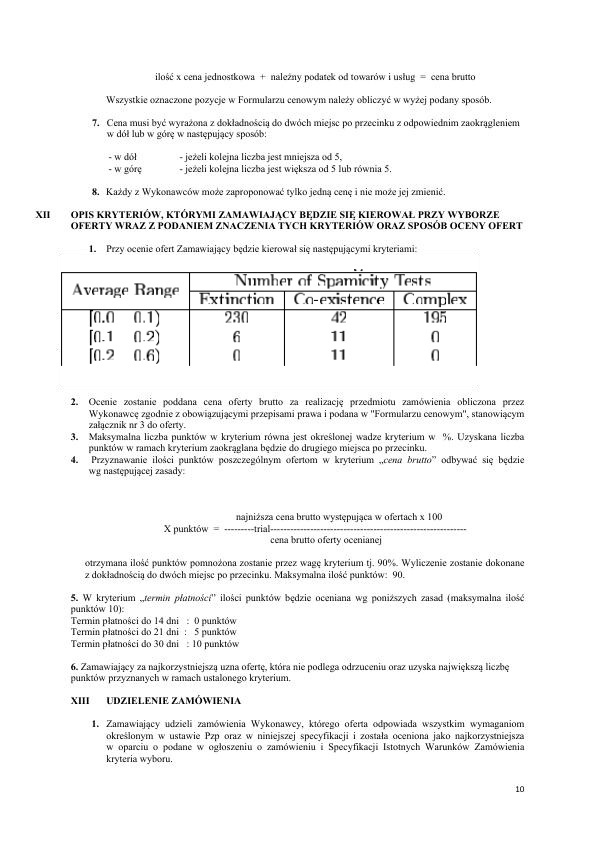 ilość x cena jednostkowa + należny podatek od towarów i usług = cena brutto
Wszystkie oznaczone pozycje w Formularzu cenowym należy obliczyć w wyżej podany sposób.
7. Cena musi być wyrażona z dokładnością do dwóch miejsc po przecinku z odpowiednim zaokrągleniem
w dół lub w górę w następujący sposób:
- w dół - jeżeli kolejna liczba jest mniejsza od 5,
- w górę - jeżeli kolejna liczba jest większa od 5 lub równia 5.
8. Każdy z Wykonawców może zaproponować tylko jedną cenę i nie może jej zmienić.
XII OPIS KRYTERIÓW, KTÓRYMI ZAMAWIAJĄCY BĘDZIE SIĘ KIEROWAŁ PRZY WYBORZE
OFERTY WRAZ Z PODANIEM ZNACZENIA TYCH KRYTERIÓW ORAZ SPOSÓB OCENY OFERT
1. Przy ocenie ofert Zamawiający będzie kierował się następującymi kryteriami:
Average Range Number of Spamicity Tests
Extinction Co-existence Complex
[0.0 0.1) 230 42 195
[0.1 0.2) 6 11 0
[0.2 0.6) 0 11 0
2. Ocenie zostanie poddana cena oferty brutto za realizację przedmiotu zamówienia obliczona przez
Wykonawcę zgodnie z obowiązującymi przepisami prawa i podana w "Formularzu cenowym", stanowiącym
załącznik nr 3 do oferty.
3. Maksymalna liczba punktów w kryterium równa jest określonej wadze kryterium w %. Uzyskana liczba
punktów w ramach kryterium zaokrąglana będzie do drugiego miejsca po przecinku.
4. Przyznawanie ilości punktów poszczególnym ofertom w kryterium „cena brutto” odbywać się będzie
wg następującej zasady:
najniższa cena brutto występująca w ofertach x 100
X punktów = ---------trial-----------------------------------------------------------
cena brutto oferty ocenianej
otrzymana ilość punktów pomnożona zostanie przez wagę kryterium tj. 90%. Wyliczenie zostanie dokonane
z dokładnością do dwóch miejsc po przecinku. Maksymalna ilość punktów: 90.
5. W kryterium „termin płatności” ilości punktów będzie oceniana wg poniższych zasad (maksymalna ilość
punktów 10):
Termin płatności do 14 dni : 0 punktów
Termin płatności do 21 dni : 5 punktów
Termin płatności do 30 dni : 10 punktów
6. Zamawiający za najkorzystniejszą uzna ofertę, która nie podlega odrzuceniu oraz uzyska największą liczbę
punktów przyznanych w ramach ustalonego kryterium.
XIII UDZIELENIE ZAMÓWIENIA
1. Zamawiający udzieli zamówienia Wykonawcy, którego oferta odpowiada wszystkim wymaganiom
określonym w ustawie Pzp oraz w niniejszej specyfikacji i została oceniona jako najkorzystniejsza
w oparciu o podane w ogłoszeniu o zamówieniu i Specyfikacji Istotnych Warunków Zamówienia
kryteria wyboru.
10